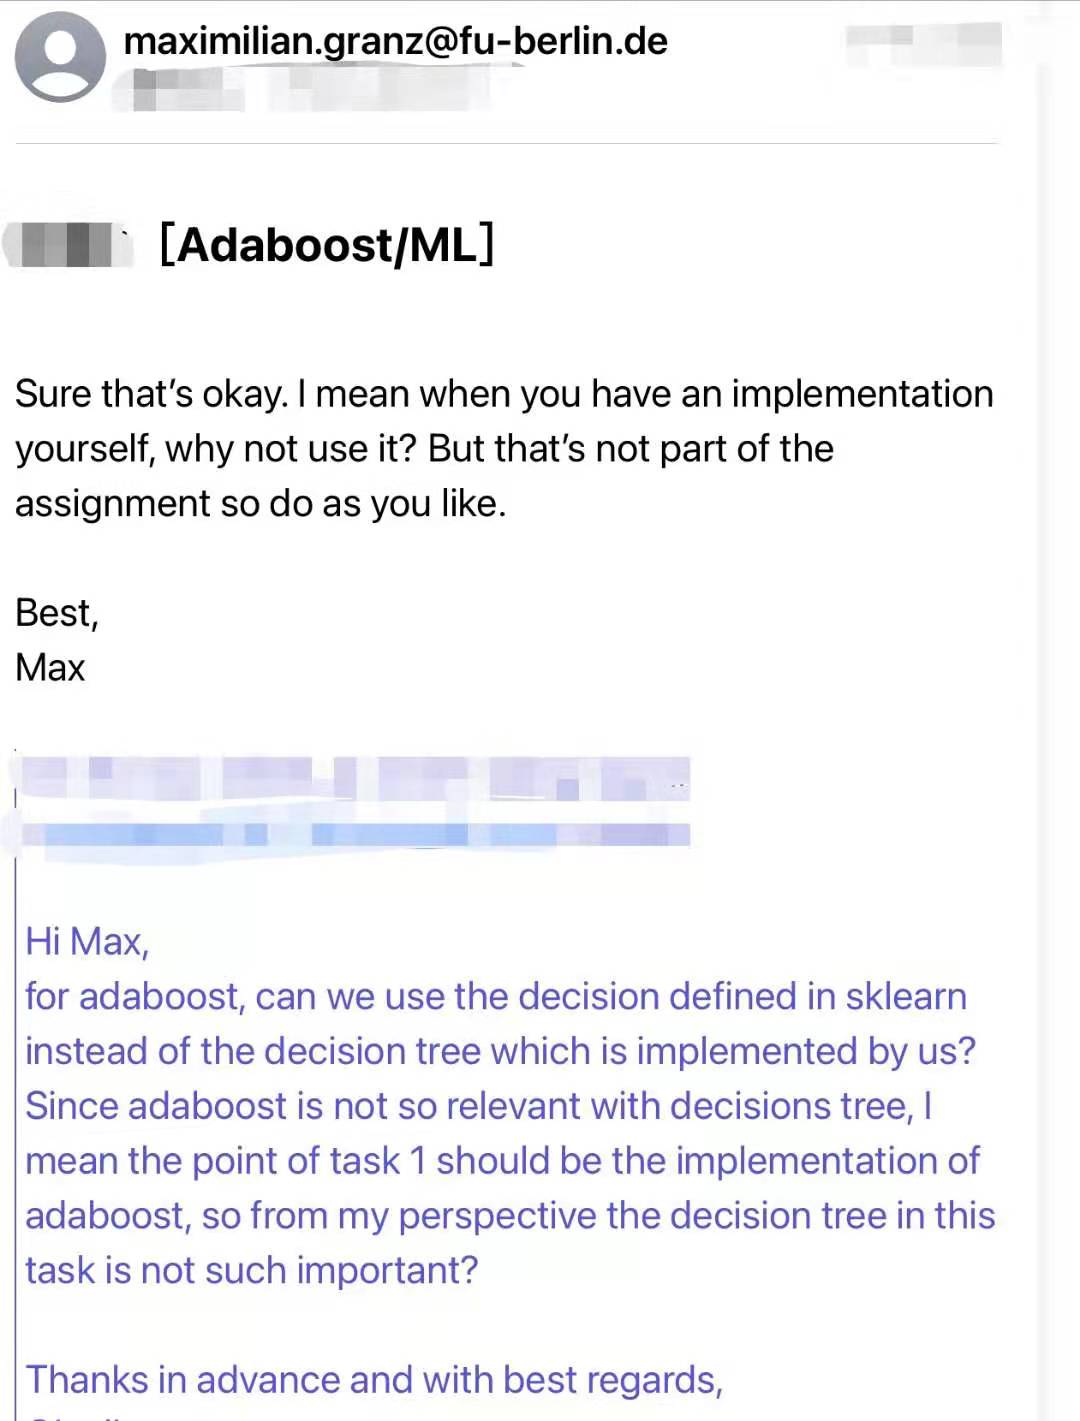 maximilian.granz@fu-berlin.de
[Adaboost/ML]
Sure that's okay. I mean when you have an implementation
yourself, why not use it? But that's not part of the
assignment so do as you like.
Best,
Max
Hi Max,
for adaboost, can we use the decision defined in sklearn
instead of the decision tree which is implemented by us?
Since adaboost is not so relevant with decisions tree, I
mean the point of task 1 should be the implementation of
adaboost, so from my perspective the decision tree in this
task is not such important?
Thanks in advance and with best regards,